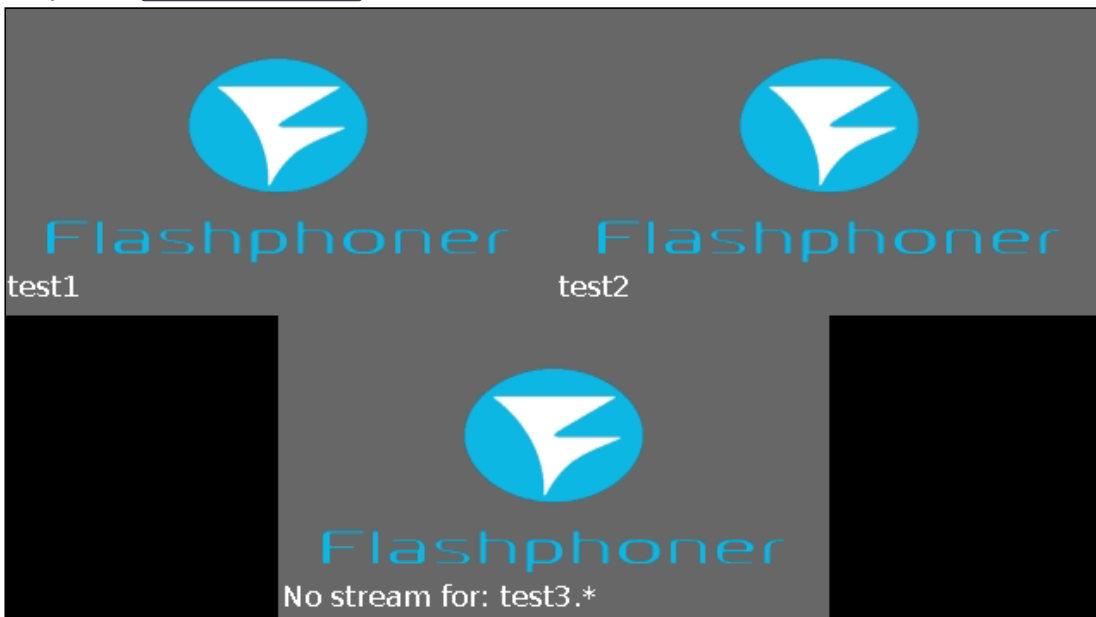 Flashphoner
test1
Flashphoner
test2
Flashphoner
No stream for: test3.*